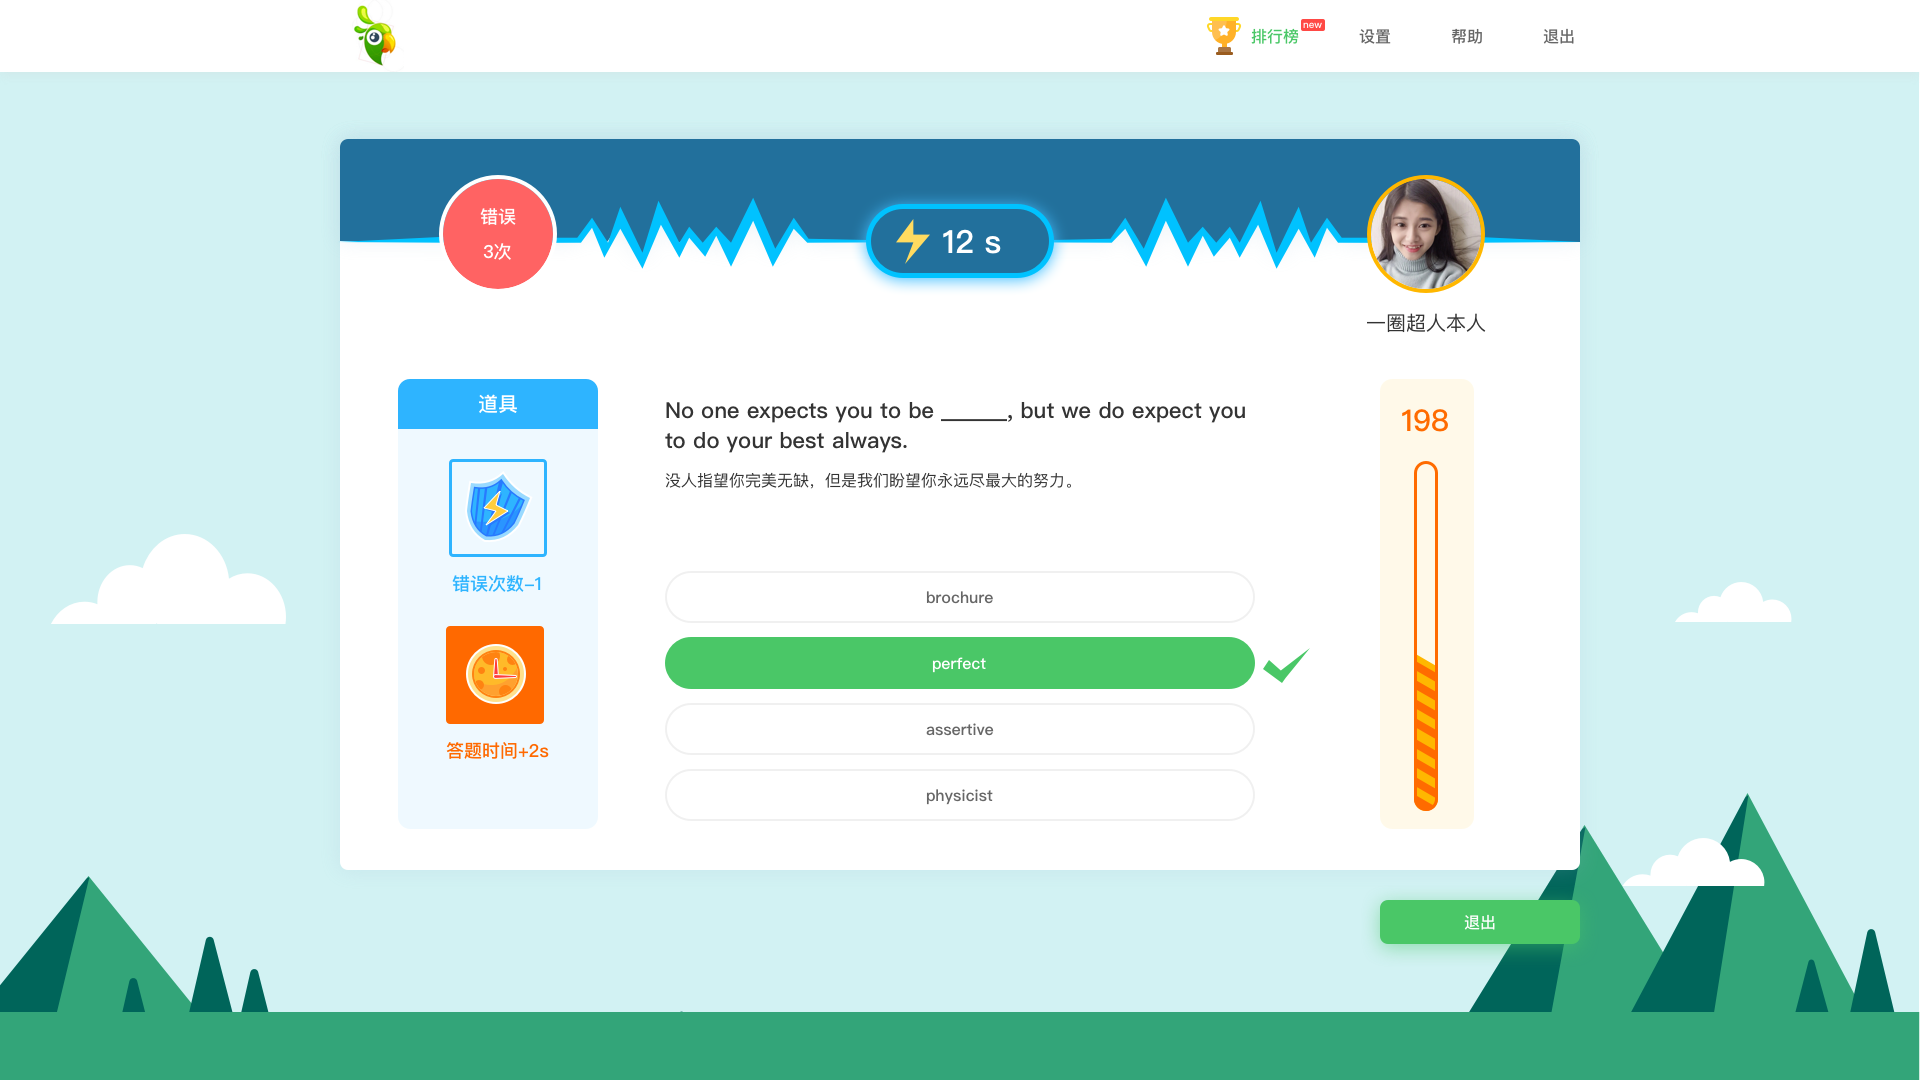 排行榜
new
设置
帮助
退出
错误
3次
12 s
一圈超人本人
道具
错误次数-1
答题时间+2s
No one expects you to be ______, but we do expect you
to do your best always.
没人指望你完美无缺，但是我们盼望你永远尽最大的努力。
brochure
perfect
assertive
physicist
198
退出